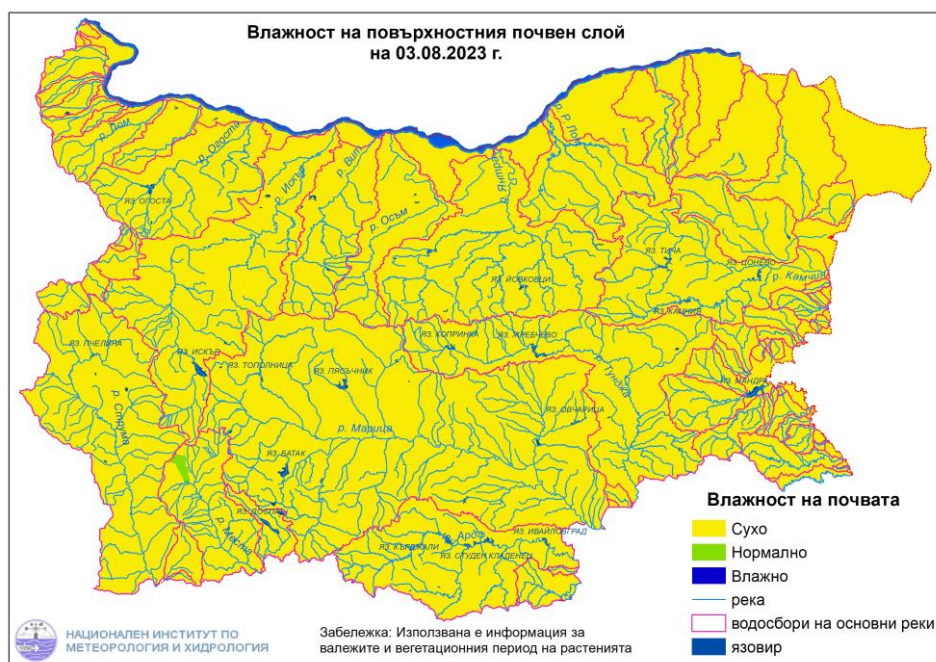 Влажност на повърхностния почвен слой
на 03.08.2023 г.
р. Лом
р. Огоста
р. Искър
р. Вит
р. Осъм
р. Янтра
р. Р Лом
ЯЗ. ОГОСТА
ЯЗ. ТИЧА
ЯЗ. ЦОНЕВО
р. Камчия
ЯЗ. ЙОВКОВЦИ
ЯЗ. КАМЧИЯ
ЯЗ. ПЧЕЛИНА
ЯЗ. ИСКЪР
ЯЗ. ТОПОЛНИЦА
ЯЗ. ПЯСЪЧНИК
ЯЗ. КОПРИНКА
ЯЗ. ЖРЕБЧЕВО
р. Тунджа
ЯЗ. МАНДРА
р. Струма
р. Марица
ЯЗ. ОВЧАРИЦА
ЯЗ. БАТАК
ЯЗ. ДОСПАТ
р. Места
ЯЗ. КЪРДЖАЛИ
Арда
ЯЗ. СТУДЕН КЛАДЕНЕЦ
ЯЗ. ИВАЙЛОВГРАД
Влажност на почвата
Сухо
Нормално
Влажно
река
водосбори на основни реки
язовир
НАЦИОНАЛЕН ИНСТИТУТ ПО
МЕТЕОРОЛОГИЯ И ХИДРОЛОГИЯ
Забележка: Използвана е информация за
валежите и вегетационния период на растенията